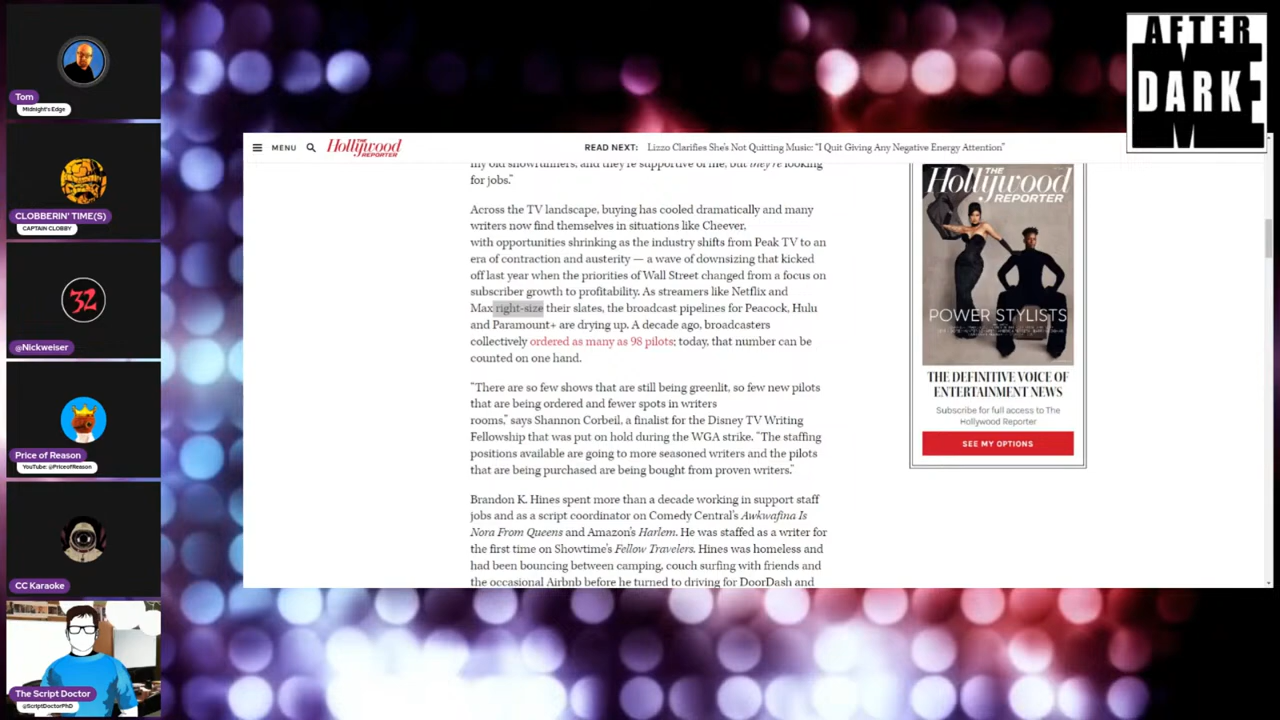 Tom
Midnight's Edge
CLOBBERIN' TIME(S)
CAPTAIN CLOBBY
32
@Nickweiser
Price of Reason
YouTube: @PriceofReason
CC Karaoke
The Script Doctor
@ScriptDoctorPhD
AFTER
DARK
ME
MENU
Hollywood
REPORTER
READ NEXT: Lizzo Clarifies She's Not Quitting Music: “I Quit Giving Any Negative Energy Attention”
my old showrunners, and they're supportive of me, but they're looking
for jobs.”
Across the TV landscape, buying has cooled dramatically and many
writers now find themselves in situations like Cheever,
with opportunities shrinking as the industry shifts from Peak TV to an
era of contraction and austerity — a wave of downsizing that kicked
off last year when the priorities of Wall Street changed from a focus on
subscriber growth to profitability. As streamers like Netflix and
Max right-size their slates, the broadcast pipelines for Peacock, Hulu
and Paramount+ are drying up. A decade ago, broadcasters
collectively ordered as many as 98 pilots; today, that number can be
counted on one hand.
“There are so few shows that are still being greenlit, so few new pilots
that are being ordered and fewer spots in writers
rooms,” says Shannon Corbeil, a finalist for the Disney TV Writing
Fellowship that was put on hold during the WGA strike. “The staffing
positions available are going to more seasoned writers and the pilots
that are being purchased are being bought from proven writers.”
Brandon K. Hines spent more than a decade working in support staff
jobs and as a script coordinator on Comedy Central's Awkwafina Is
Nora From Queens and Amazon's Harlem. He was staffed as a writer for
the first time on Showtime's Fellow Travelers. Hines was homeless and
had been bouncing between camping, couch surfing with friends and
the occasional Airbnb before he turned to driving for DoorDash and
THE
Hollywood
REPORTER
POWER STYLISTS
THE DEFINITIVE VOICE OF
ENTERTAINMENT NEWS
Subscribe for full access to The
Hollywood Reporter
SEE MY OPTIONS